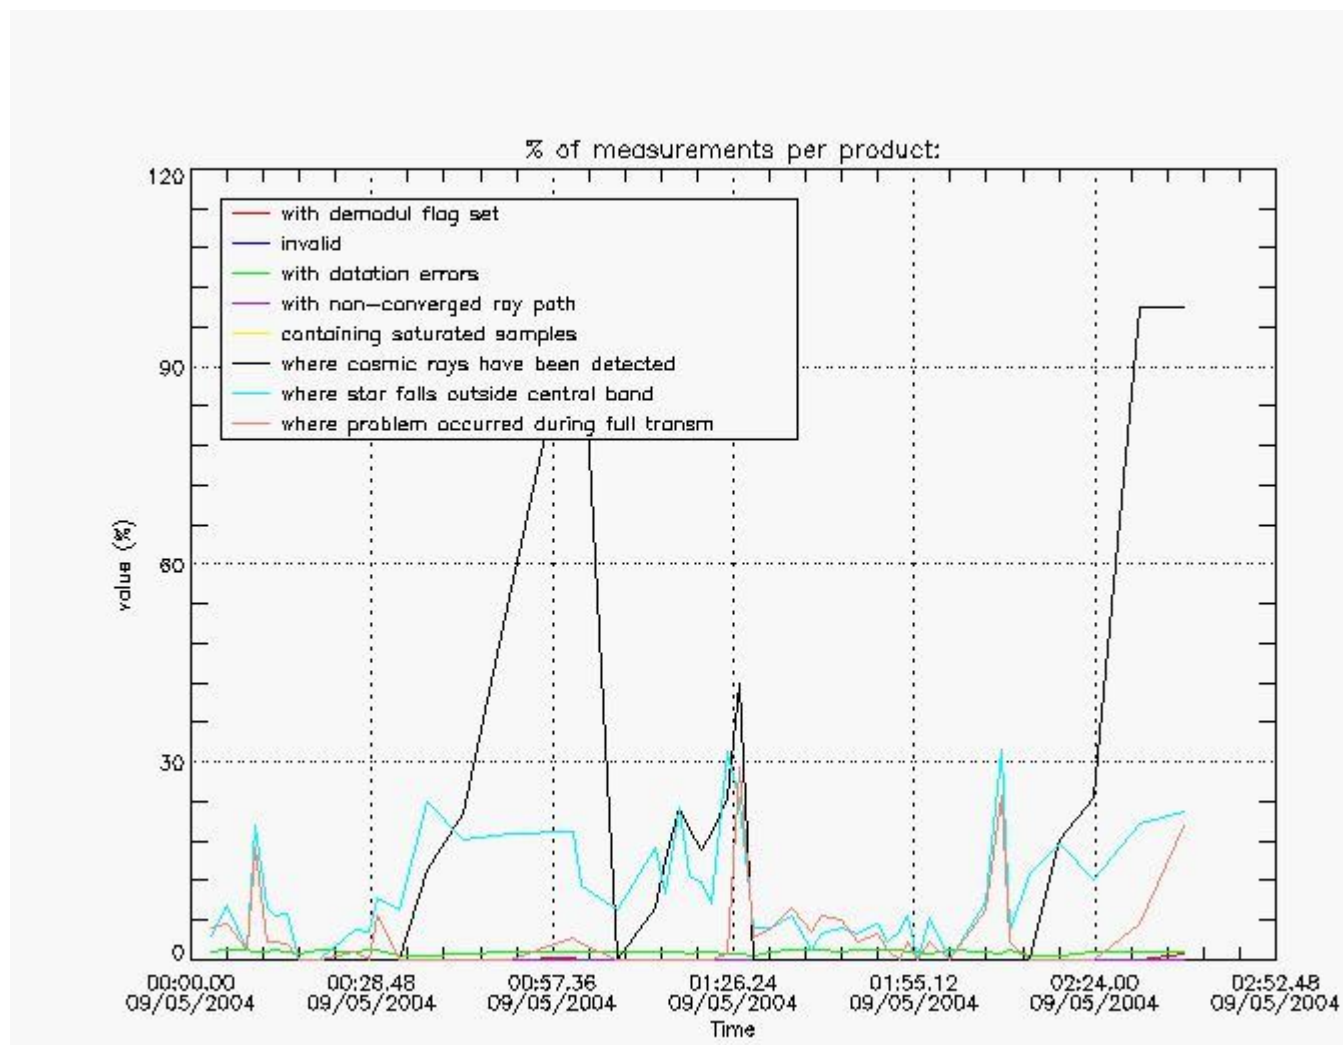 % of measurements per product:
120
with demodul flag set
invalid
with datation errors
with non-converged ray path
containing saturated samples
where cosmic rays have been detected
where star falls outside central band
where problem occurred during full transm
90
60
30
0
value (%)
00:00.00 00:28.48 00:57.36 01:26.24 01:55.12 02:24.00 02:52.48
09/05/2004 09/05/2004 09/05/2004 09/05/2004 09/05/2004 09/05/2004 09/05/2004
Time